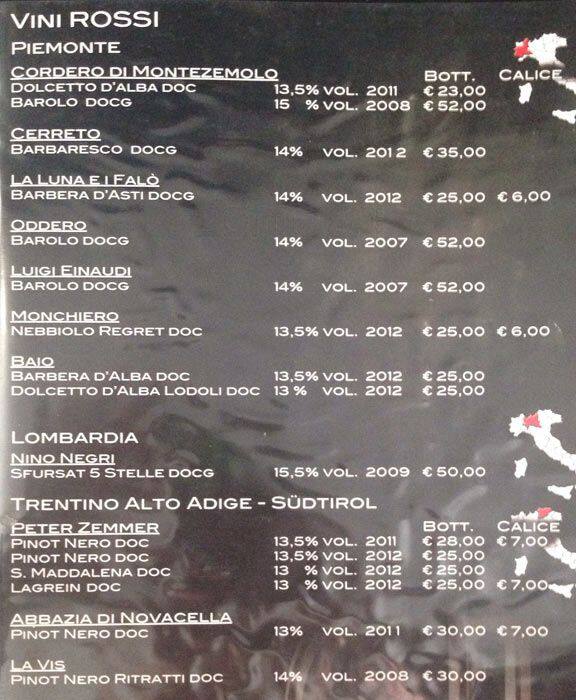 VINI ROSSI
PIEMONTE
CORDERO DI MONTEZEMOLO BOTT. CALICE
DOLCETTO D'ALBA DOC 13,5% VOL. 2011 € 23,00
BAROLO DOCG 15 % VOL. 2008 € 52,00
CERRETO
BARBARESCO DOCG 14% VOL. 2012 € 35,00
LA LUNA E I FALÒ
BARBERA D'ASTI DOCG 14% VOL. 2012 € 25,00 € 6,00
ODDERO
BAROLO DOCG 14% VOL. 2007 € 52,00
LUIGI EINAUDI
BAROLO DOCG 14% VOL. 2007 € 52,00
MONCHIERO
NEBBIOLO REGRET DOC 13,5% VOL. 2012 € 25,00 € 6,00
BAIO
BARBERA D'ALBA DOC 13,5% VOL. 2012 € 25,00
DOLCETTO D'ALBA LODOLI DOC 13 % VOL. 2012 € 25,00
LOMBARDIA
NINO NEGRI
SFURSAT 5 STELLE DOCG 15,5% VOL. 2009 € 50,00
TRENTINO ALTO ADIGE - SÜDTIROL
PETER ZEMMER BOTT. CALICE
PINOT NERO DOC 13,5% VOL. 2011 € 28,00 € 7,00
PINOT NERO DOC 13,5% VOL. 2012 € 25,00
S. MADDALENA DOC 13 % VOL. 2012 € 25,00
LAGREIN DOC 13 % VOL. 2012 € 25,00 € 7,00
ABBAZIA DI NOVACELLA
PINOT NERO DOC 13% VOL. 2011 € 30,00 € 7,00
LA VIS
PINOT NERO RITRATTI DOC 14% VOL. 2008 € 30,00